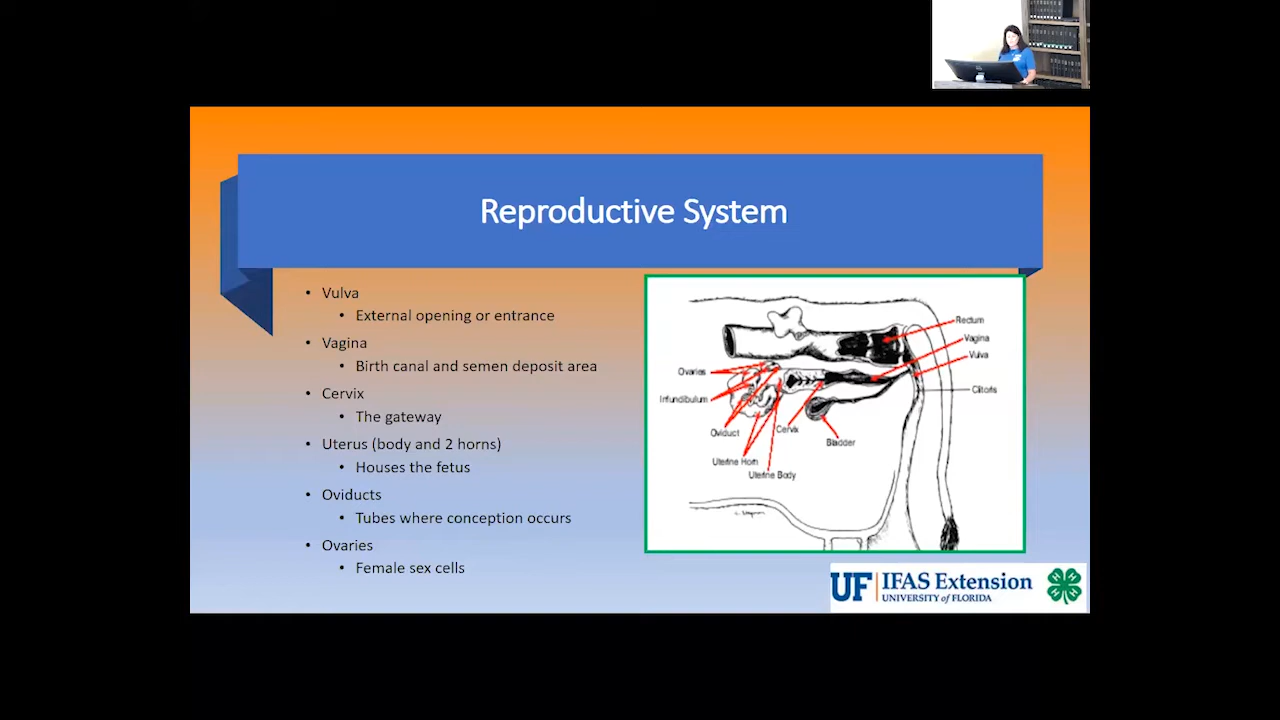 Reproductive System
• Vulva
• External opening or entrance
• Vagina
• Birth canal and semen deposit area
• Cervix
• The gateway
• Uterus (body and 2 horns)
• Houses the fetus
• Oviducts
• Tubes where conception occurs
• Ovaries
• Female sex cells
Rectum
Vagina
Vulva
Ovaries
Clitoris
Infundibulum
Oviduct
Cervix
Bladder
Uterine Horn
Uterine Body
UF IFAS Extension
UNIVERSITY of FLORIDA
H H
H H